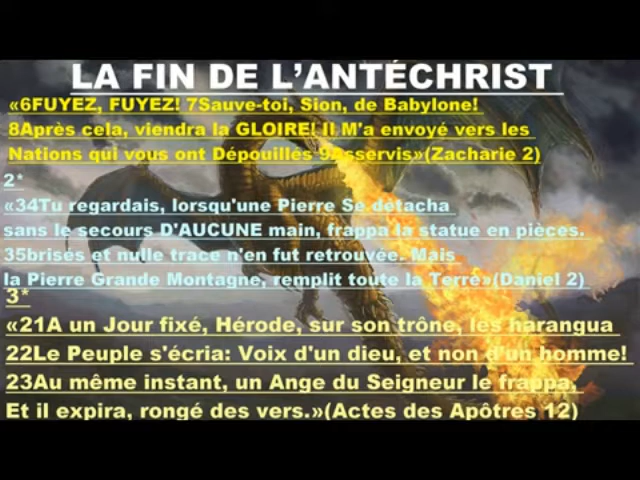 LA FIN DE L'ANTÉCHRIST
«6FUYEZ, FUYEZ! 7Sauve-toi, Sion, de Babylone!
8Après cela, viendra la GLOIRE! Il M'a envoyé vers les
Nations qui vous ont Dépouillés 9Asservis»(Zacharie 2)
2*
«34Tu regardais, lorsqu'une Pierre Se detacha
sans le secours D'AUCUNE main, frappa la statue en pièces.
35brisés et nulle trace n'en fut retrouvée. Mais
la Pierre Grande Montagne, remplit toute la Terre»(Daniel 2)
3*
«21A un Jour fixé, Hérode, sur son trône, les harangua
22Le Peuple s'écria: Voix d'un dieu, et non d'un homme!
23Au même instant, un Ange du Seigneur le frappa.
Et il expira, rongé des vers.»(Actes des Apôtres 12)